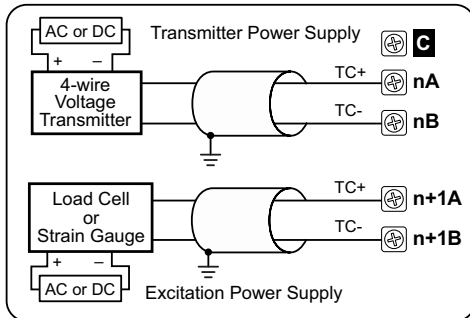 AC or DC
Transmitter Power Supply
C
+ –
4-wire
Voltage
Transmitter
TC+
nA
TC-
nB
Load Cell
or
Strain Gauge
TC+
n+1A
TC-
n+1B
+ –
AC or DC
Excitation Power Supply